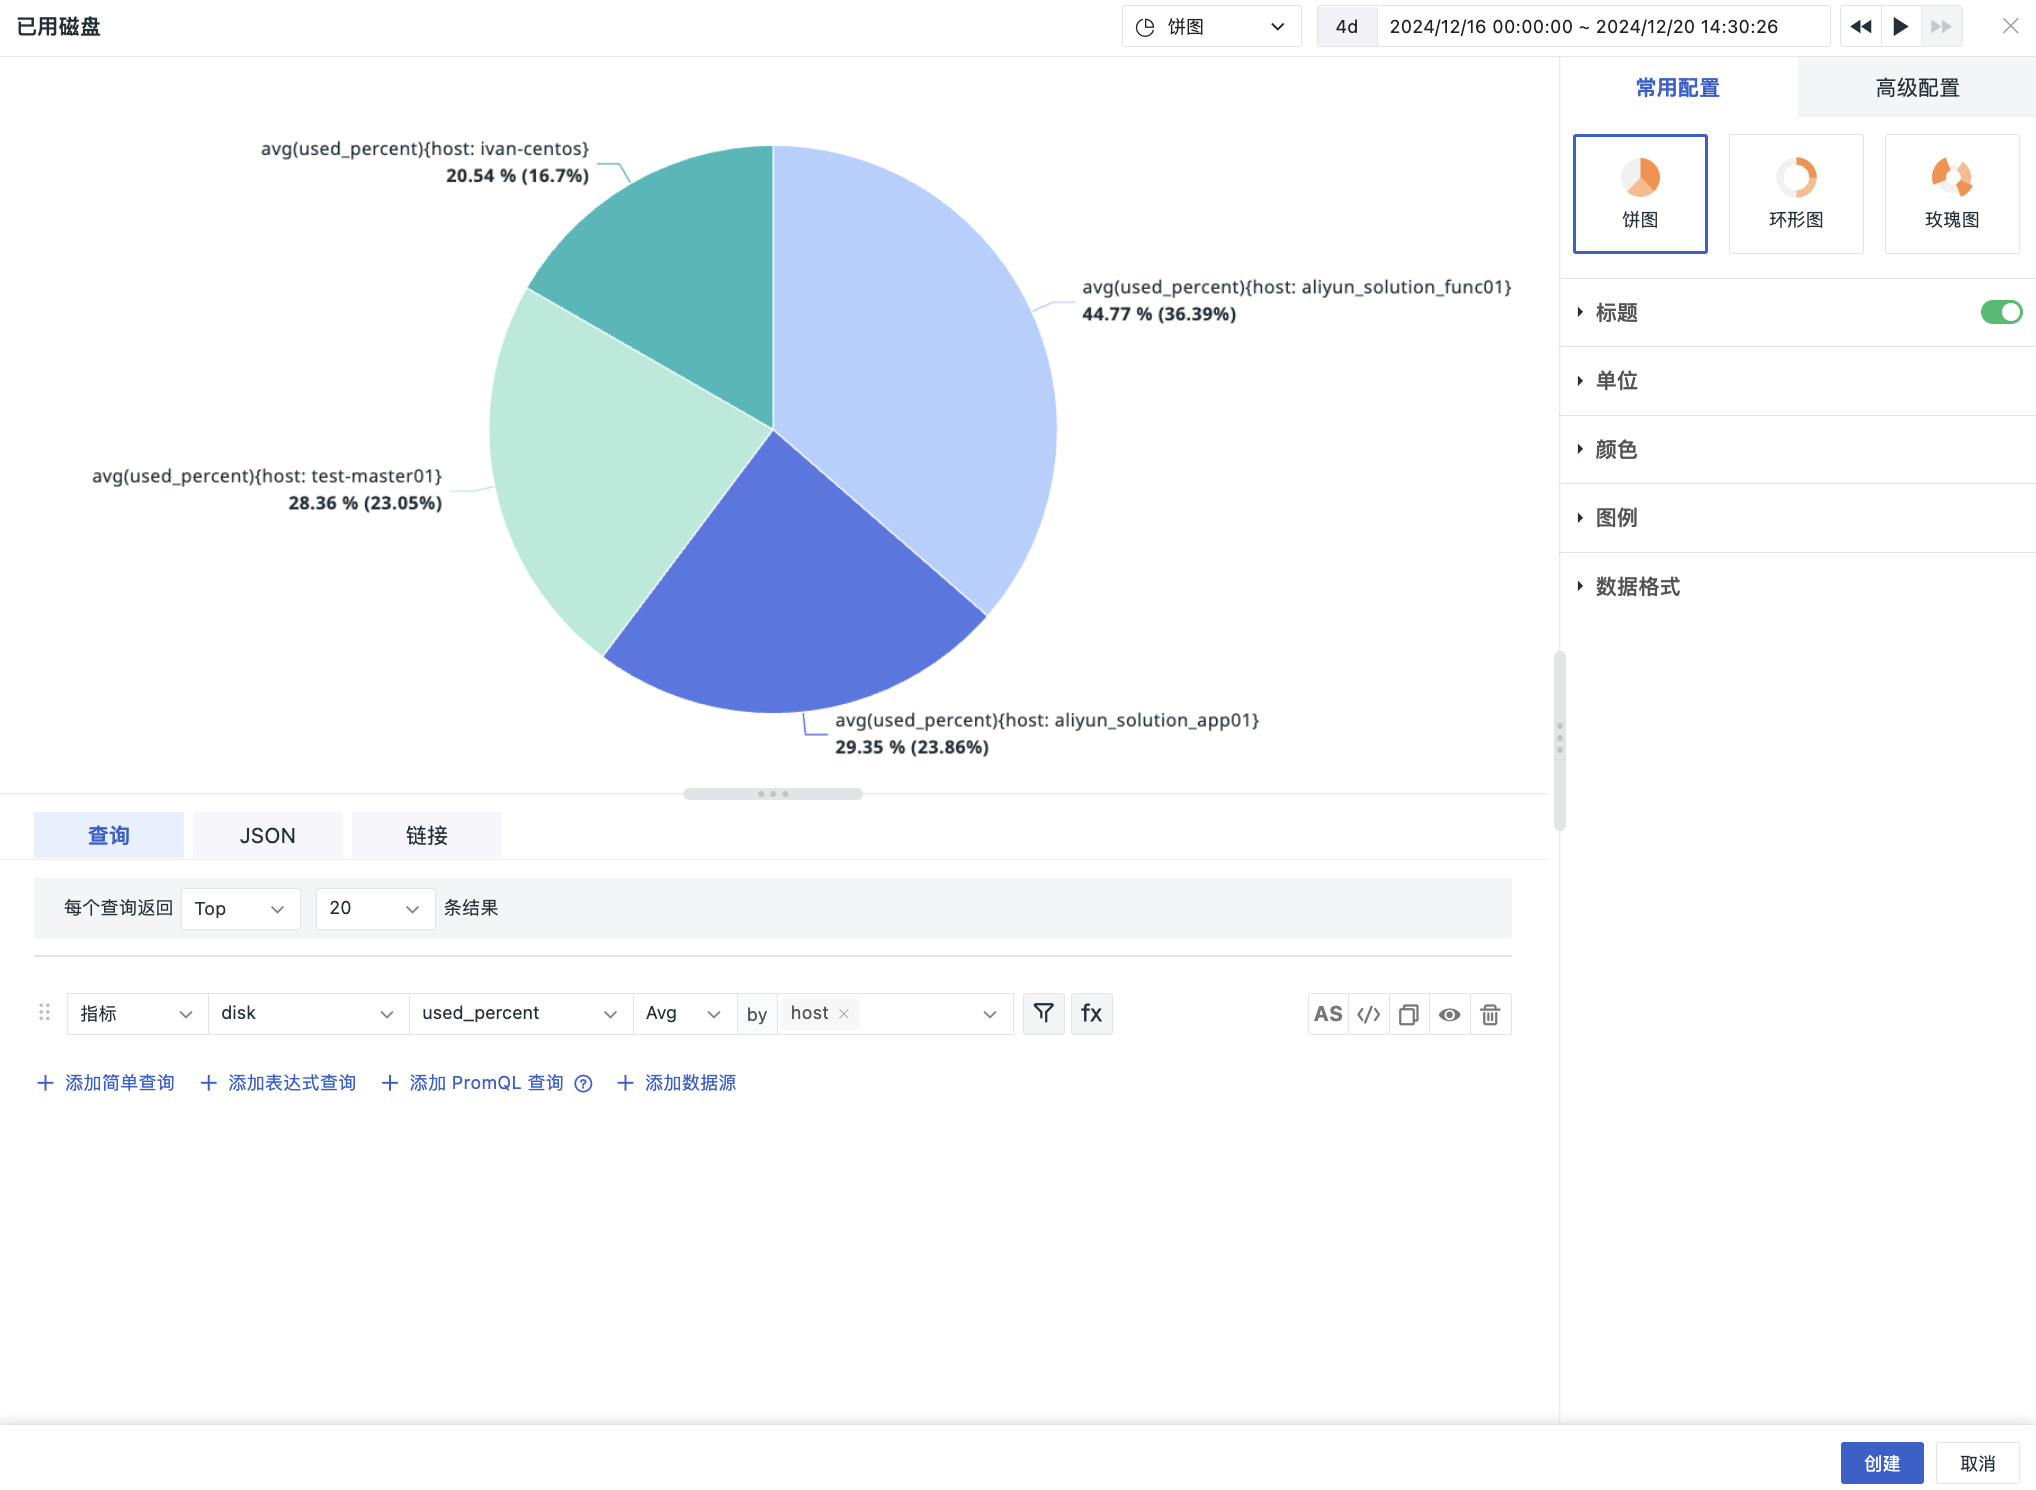 已用磁盘
饼图
4d 2024/12/16 00:00:00 ~ 2024/12/20 14:30:26
avg(used_percent){host: ivan-centos}
20.54 % (16.7%)
avg(used_percent){host: aliyun_solution_func01}
44.77 % (36.39%)
avg(used_percent){host: test-master01}
28.36 % (23.05%)
avg(used_percent){host: aliyun_solution_app01}
29.35 % (23.86%)
常用配置 高级配置
饼图 环形图 玫瑰图
标题
单位
颜色
图例
数据格式
查询 JSON 链接
每个查询返回 Top 20 条结果
指标 disk used_percent Avg by host fx AS </>
添加简单查询 添加表达式查询 添加 PromQL 查询 ? 添加数据源
创建 取消